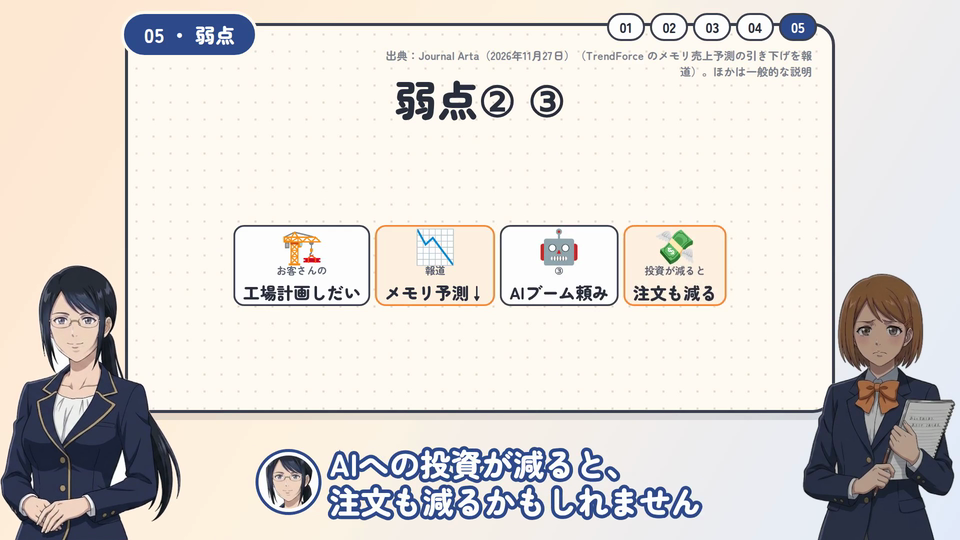 05 ・ 弱点
01 02 03 04 05
出典：Journal Arta（2026年11月27日）（TrendForce のメモリ売上予測の引き下げを報
道）。ほかは一般的な説明
弱点② ③
お客さんの
工場計画しだい
報道
メモリ予測↓
③
AIブーム頼み
投資が減ると
注文も減る
AIへの投資が減ると、
注文も減るかもしれません